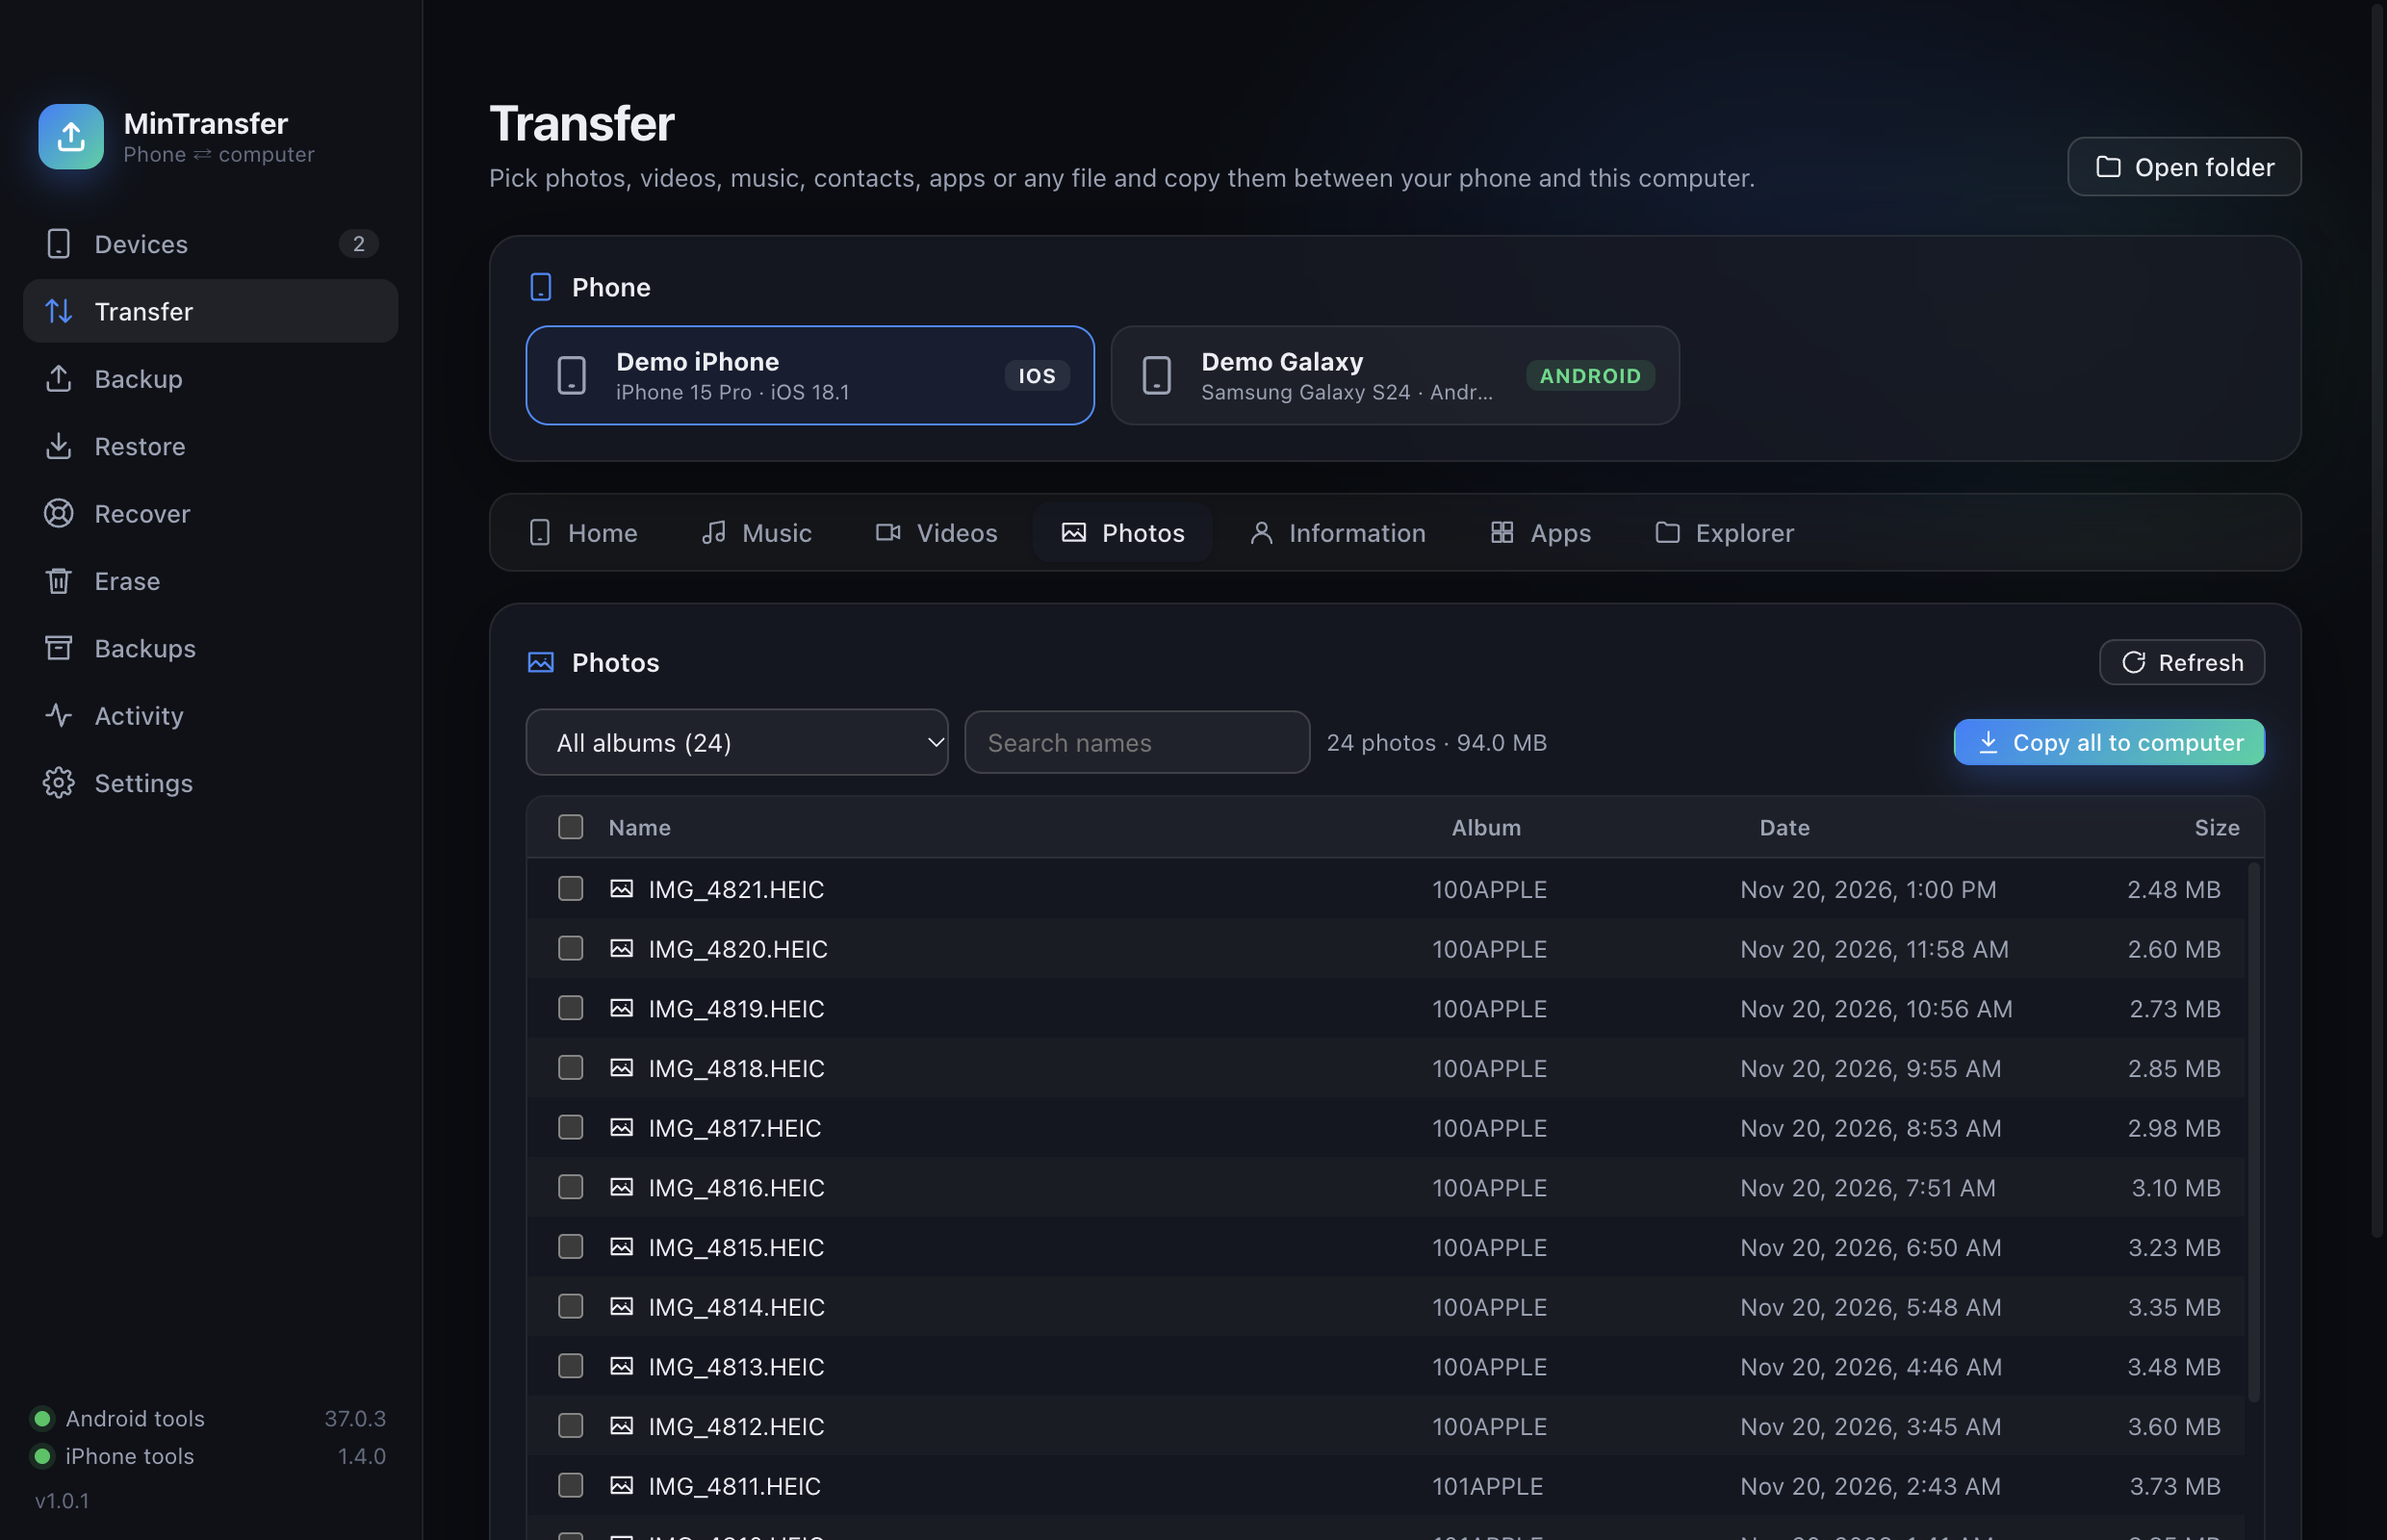 MinTransfer
Phone ⇄ computer
Devices 2
Transfer
Backup
Restore
Recover
Erase
Backups
Activity
Settings
Android tools 37.0.3
iPhone tools 1.4.0
v1.0.1
Transfer
Pick photos, videos, music, contacts, apps or any file and copy them between your phone and this computer.
Open folder
Phone
Demo iPhone
iPhone 15 Pro · iOS 18.1
IOS
Demo Galaxy
Samsung Galaxy S24 · Andr...
ANDROID
Home Music Videos Photos Information Apps Explorer
Photos
Refresh
All albums (24) Search names 24 photos · 94.0 MB Copy all to computer
Name Album Date Size
IMG_4821.HEIC 100APPLE Nov 20, 2026, 1:00 PM 2.48 MB
IMG_4820.HEIC 100APPLE Nov 20, 2026, 11:58 AM 2.60 MB
IMG_4819.HEIC 100APPLE Nov 20, 2026, 10:56 AM 2.73 MB
IMG_4818.HEIC 100APPLE Nov 20, 2026, 9:55 AM 2.85 MB
IMG_4817.HEIC 100APPLE Nov 20, 2026, 8:53 AM 2.98 MB
IMG_4816.HEIC 100APPLE Nov 20, 2026, 7:51 AM 3.10 MB
IMG_4815.HEIC 100APPLE Nov 20, 2026, 6:50 AM 3.23 MB
IMG_4814.HEIC 100APPLE Nov 20, 2026, 5:48 AM 3.35 MB
IMG_4813.HEIC 100APPLE Nov 20, 2026, 4:46 AM 3.48 MB
IMG_4812.HEIC 100APPLE Nov 20, 2026, 3:45 AM 3.60 MB
IMG_4811.HEIC 101APPLE Nov 20, 2026, 2:43 AM 3.73 MB